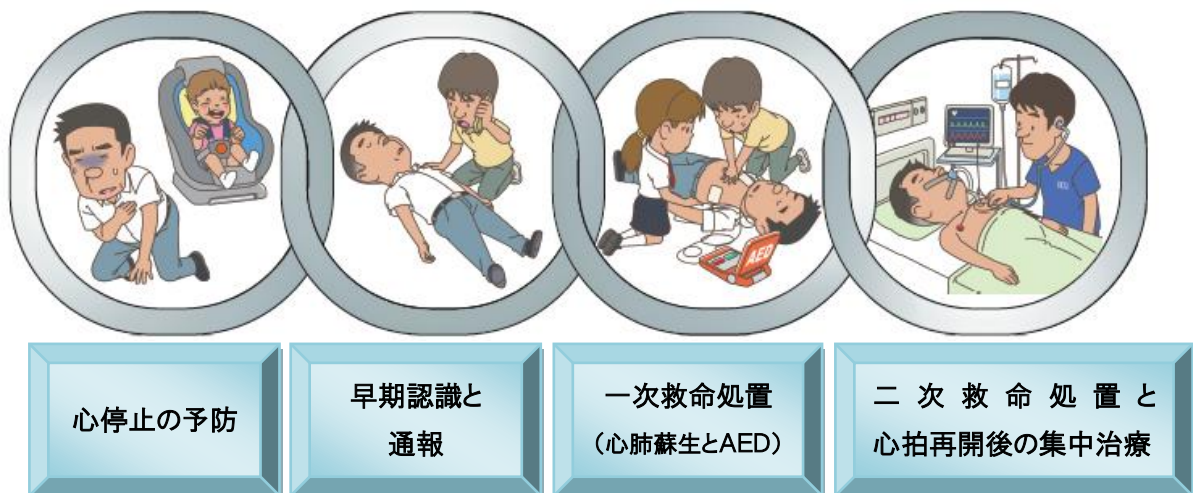 AED
心停止の予防
早期認識と
通報
一次救命処置
（心肺蘇生とAED）
二次救命処置と
心拍再開後の集中治療